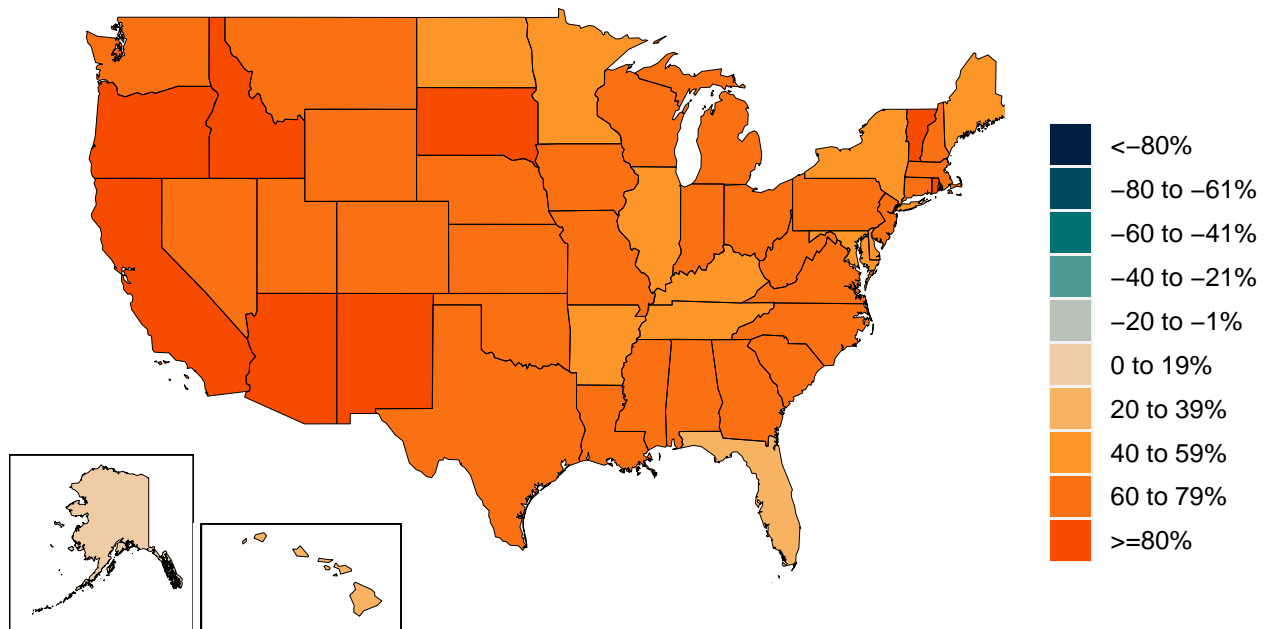 <−80%
−80 to −61%
−60 to −41%
−40 to −21%
−20 to −1%
0 to 19%
20 to 39%
40 to 59%
60 to 79%
>=80%